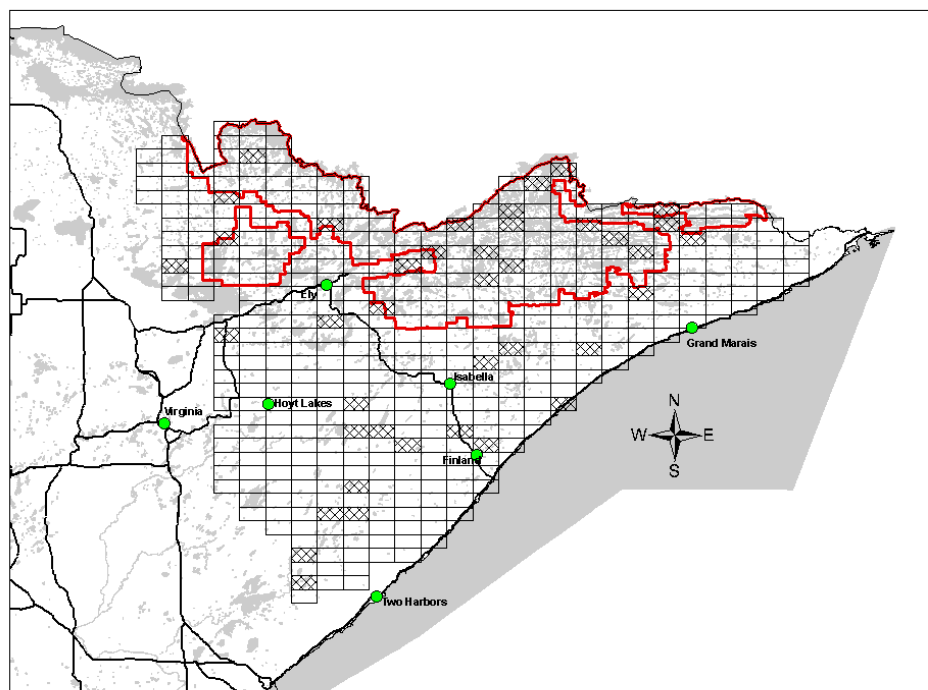 Ely
Grand Marais
Isabella
Hoyt Lakes
Virginia
N
W
E
S
Finland
Two Harbors